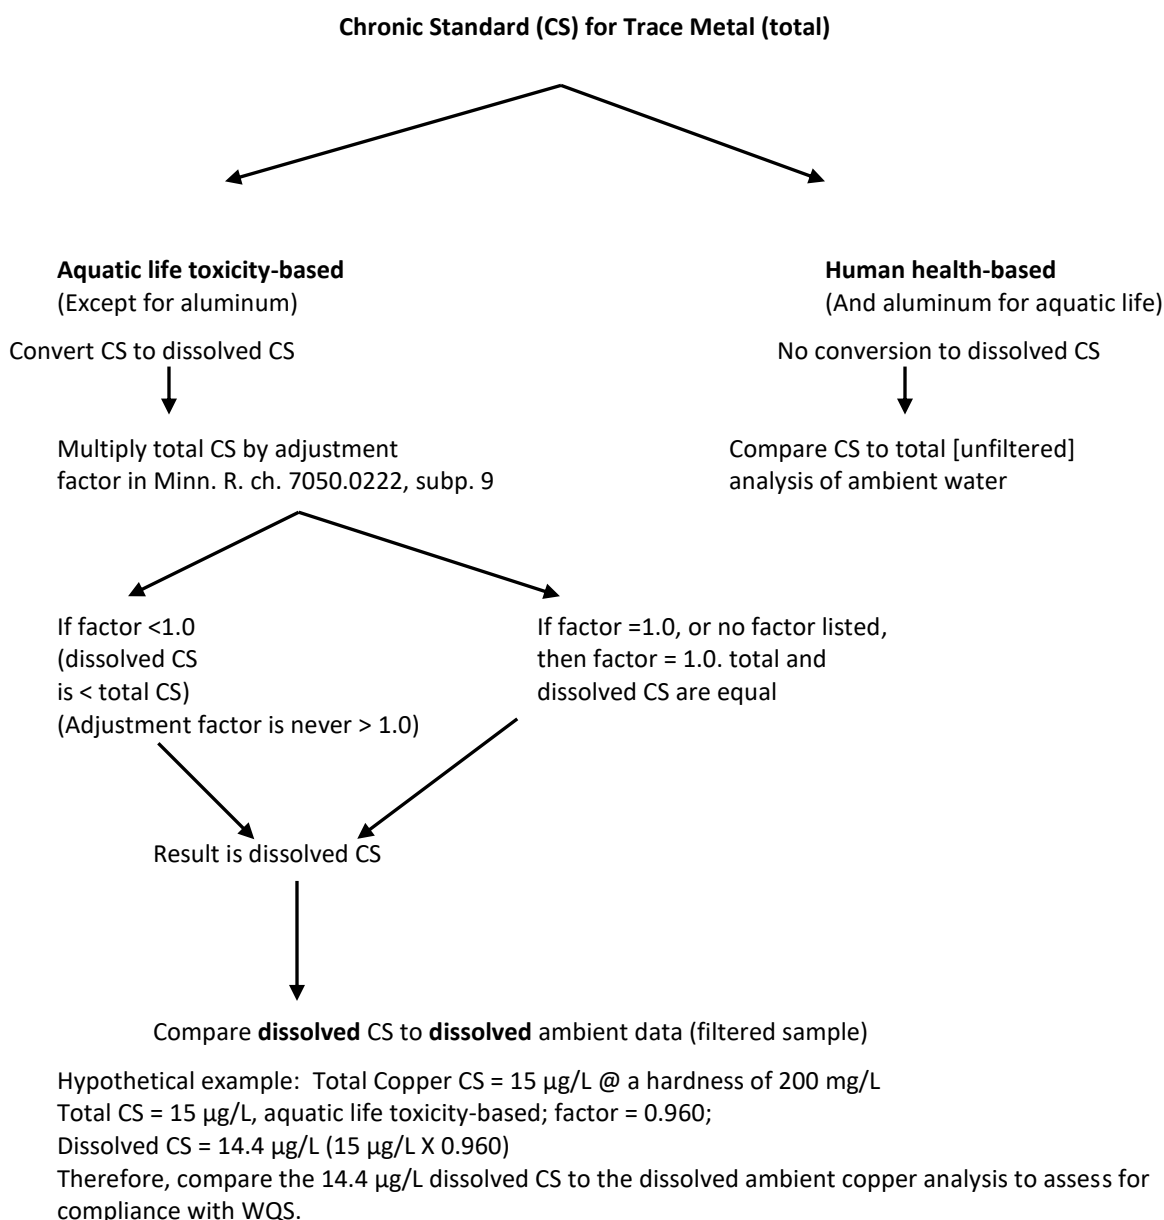 Chronic Standard (CS) for Trace Metal (total)
Aquatic life toxicity-based
(Except for aluminum)
Convert CS to dissolved CS
Multiply total CS by adjustment
factor in Minn. R. ch. 7050.0222, subp. 9
Human health-based
(And aluminum for aquatic life)
No conversion to dissolved CS
Compare CS to total [unfiltered]
analysis of ambient water
If factor <1.0
(dissolved CS
is < total CS)
(Adjustment factor is never > 1.0)
If factor =1.0, or no factor listed,
then factor = 1.0. total and
dissolved CS are equal
Result is dissolved CS
Compare dissolved CS to dissolved ambient data (filtered sample)
Hypothetical example:  Total Copper CS = 15 µg/L @ a hardness of 200 mg/L
Total CS = 15 µg/L, aquatic life toxicity-based; factor = 0.960;
Dissolved CS = 14.4 µg/L (15 µg/L X 0.960)
Therefore, compare the 14.4 µg/L dissolved CS to the dissolved ambient copper analysis to assess for
compliance with WQS.